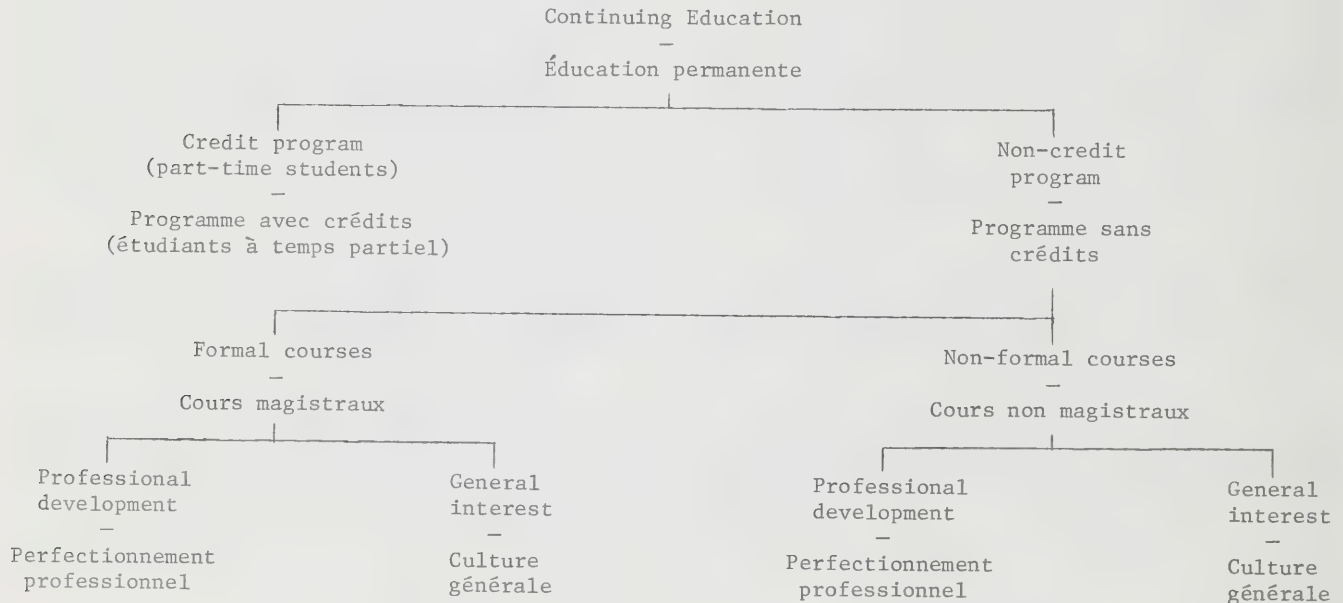 Continuing Education
—
Éducation permanente
Credit program
(part-time students)
—
Programme avec crédits
(étudiants à temps partiel)
Non-credit
program
—
Programme sans
crédits
Formal courses
—
Cours magistraux
Non-formal courses
—
Cours non magistraux
Professional
development
—
Perfectionnement
professionnel
General
interest
—
Culture
générale
Professional
development
—
Perfectionnement
professionnel
General
interest
—
Culture
générale